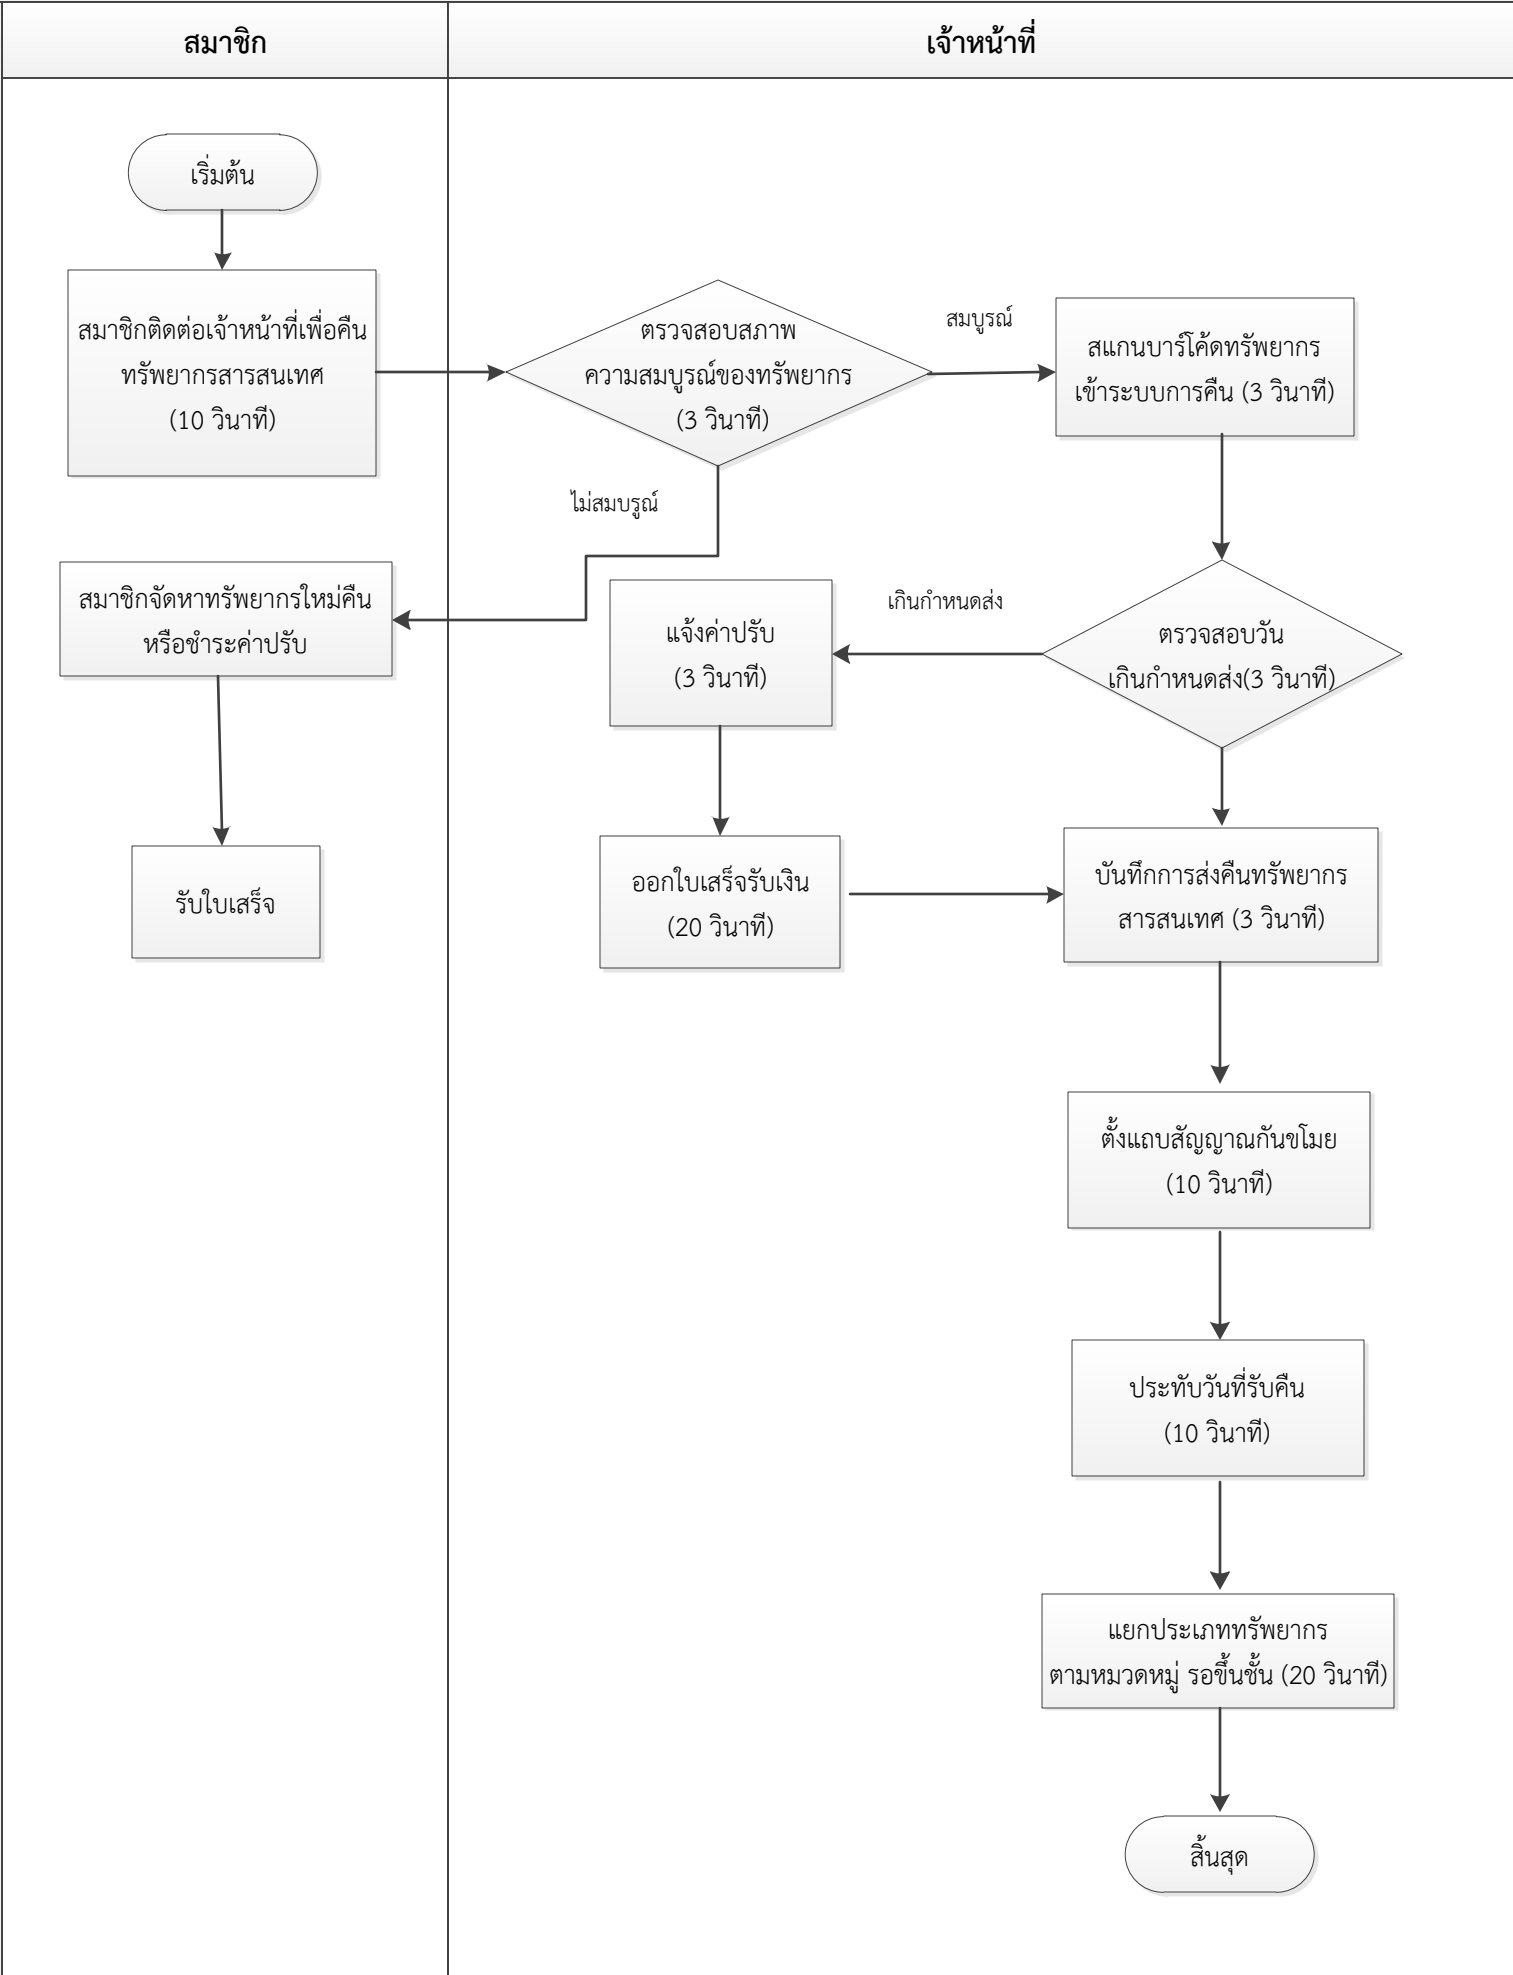 สมาชิก
เจ้าหน้าที่
เริ่มต้น
สมาชิกติดต่อเจ้าหน้าที่เพื่อคืน
ทรัพยากรสารสนเทศ
(10 วินาที)
ตรวจสอบสภาพ
ความสมบูรณ์ของทรัพยากร
(3 วินาที)
สมบูรณ์
สแกนบาร์โค้ดทรัพยากร
เข้าระบบการคืน (3 วินาที)
ไม่สมบรูณ์
สมาชิกจัดหาทรัพยากรใหม่คืน
หรือชำระค่าปรับ
แจ้งค่าปรับ
(3 วินาที)
เกินกำหนดส่ง
ตรวจสอบวัน
เกินกำหนดส่ง(3 วินาที)
รับใบเสร็จ
ออกใบเสร็จรับเงิน
(20 วินาที)
บันทึกการส่งคืนทรัพยากร
สารสนเทศ (3 วินาที)
ตั้งแถบสัญญาณกันขโมย
(10 วินาที)
ประทับวันที่รับคืน
(10 วินาที)
แยกประเภททรัพยากร
ตามหมวดหมู่ รอขึ้นชั้น (20 วินาที)
สิ้นสุด